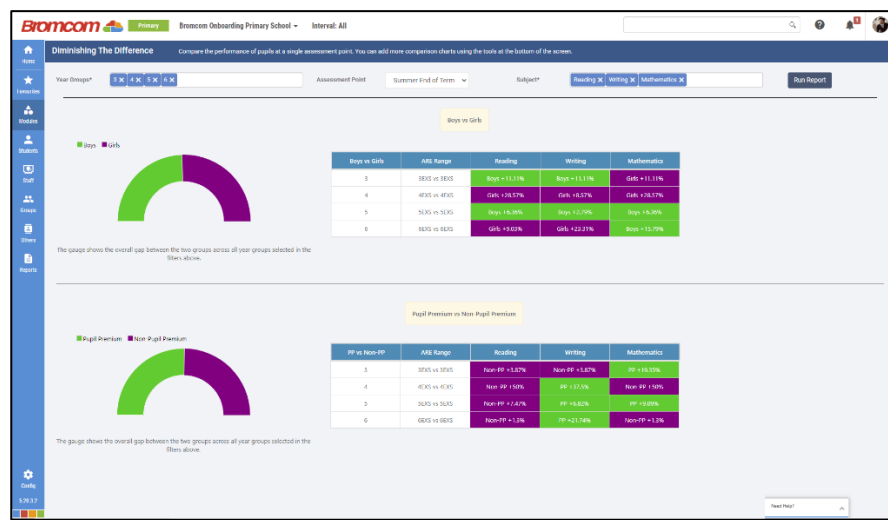 Bromcom Primary Bromcom Onboarding Primary School Interval: All
1
Home
Diminishing The Difference Compare the performance of pupils at a single assessment point. You can add more comparison charts using the tools at the bottom of the screen.
Favourites
Year Groups* 3 X 4 X 5 X 6 X Assessment Point Summer End of Term Subject* Reading X Writing X Mathematics X Run Report
Modules
Boys vs Girls
Students
Boys Girls
Boys vs Girls ARE Range Reading Writing Mathematics
Staff
3 3EXS vs 3EXS Boys +11.11% Boys +11.11% Girls +11.11%
4 4EXS vs 4EXS Girls +28.57% Girls +8.57% Girls +28.57%
Groups
5 5EXS vs 5EXS Boys +6.36% Boys +2.79% Boys +6.36%
Others
6 6EXS vs 6EXS Girls +3.03% Girls +23.31% Boys +13.79%
Reports
The gauge shows the overall gap between the two groups across all year groups selected in the
filters above.
Pupil Premium vs Non-Pupil Premium
Pupil Premium Non-Pupil Premium
PP vs Non-PP ARE Range Reading Writing Mathematics
3 3EXS vs 3EXS Non-PP +3.87% Non-PP +3.87% PP
4 4EXS vs 4EXS Non-PP +50% PP +37.5% Non-PP +50%
5 5EXS vs 5EXS Non-PP +7.47% PP PP
6 6EXS vs 6EXS Non-PP +1.3% PP +21.74% Non-PP +1.3%
The gauge shows the overall gap between the two groups across all year groups selected in the
filters above.
Config
5.20.3.2
Need Help?